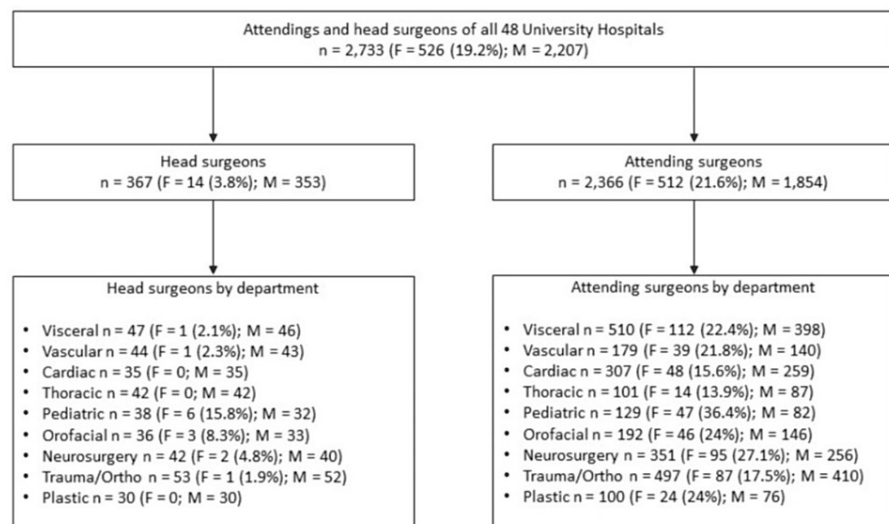 Attendings and head surgeons of all 48 University Hospitals
n = 2,733 (F = 526 (19.2%; M = 2,207)
Head surgeons
n = 367 (F = 14 (3.8%; M = 353)
Attending surgeons
n = 2,366 (F = 512 (21.6%; M = 1,854)
Head surgeons by department
• Visceral n = 47 (F = 1 (2.1%; M = 46)
• Vascular n = 44 (F = 1 (2.3%; M = 43)
• Cardiac n = 35 (F = 0; M = 35)
• Thoracic n = 42 (F = 0; M = 42)
• Pediatric n = 38 (F = 6 (15.8%; M = 32)
• Orofacial n = 36 (F = 3 (8.3%; M = 33)
• Neurosurgery n = 42 (F = 2 (4.8%; M = 40)
• Trauma/Ortho n = 53 (F = 1 (1.9%; M = 52)
• Plastic n = 30 (F = 0; M = 30)
Attending surgeons by department
• Visceral n = 510 (F = 112 (22.4%; M = 398)
• Vascular n = 179 (F = 39 (21.8%; M = 140)
• Cardiac n = 307 (F = 48 (15.6%; M = 259)
• Thoracic n = 101 (F = 14 (13.9%; M = 87)
• Pediatric n = 129 (F = 47 (36.4%; M = 82)
• Orofacial n = 192 (F = 46 (24%; M = 146)
• Neurosurgery n = 351 (F = 95 (27.1%; M = 256)
• Trauma/Ortho n = 497 (F = 87 (17.5%; M = 410)
• Plastic n = 100 (F = 24 (24%; M = 76)